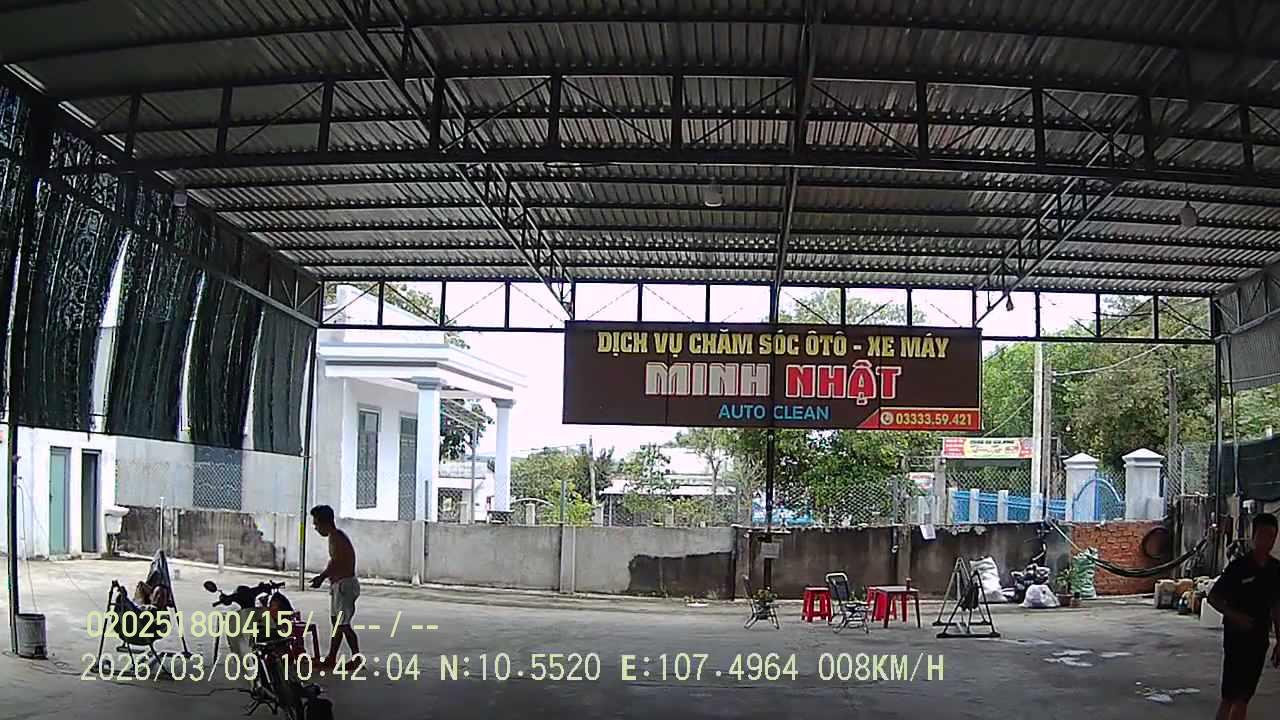 DỊCH VỤ CHĂM SÓC ÔTÔ - XE MÁY
MINH NHẬT
AUTO CLEAN
03333.59.421
020251800415 / / -- / --
2026/03/09 10:42:04 N:10.5520 E:107.4964 008KM/H